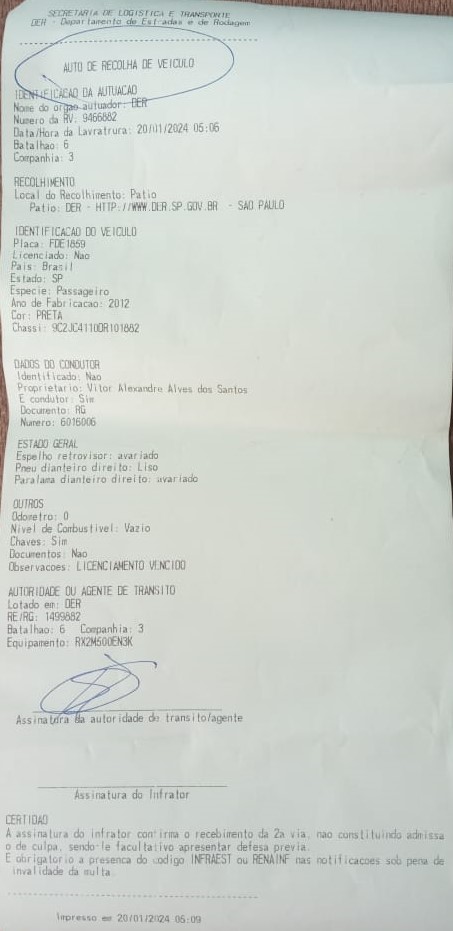 SECRETARIA DE LOGISTICA E TRANSPORTE
DER - Departamento de Estradas e de Rodagem
AUTO DE RECOLHA DE VEICULO
IDENTIFICACAO DA AUTUACAO
Nome do orgao autuador: DER
Numero da RV: 9466882
Data/Hora da Lavratrura: 20/01/2024 05:06
Batalhao: 6
Companhia: 3
RECOLHIMENTO
Local do Recolhimento: Patio
Patio: DER - HTTP://WWW.DER.SP.GOV.BR - SAO PAULO
IDENTIFICACAO DO VEICULO
Placa: FDE1859
Licenciado: Nao
Pais: Brasil
Estado: SP
Especie: Passageiro
Ano de Fabricacao: 2012
Cor: PRETA
Chassi: 9C2JC4110DR101882
DADOS DO CONDUTOR
Identificado: Nao
Proprietario: Vitor Alexandre Alves dos Santos
E condutor: Sim
Documento: RG
Numero: 6016006
ESTADO GERAL
Espelho retrovisor: avariado
Pneu dianteiro direito: Liso
Paralama dianteiro direito: avariado
OUTROS
Odometro: 0
Nivel de Combustivel: Vazio
Chaves: Sim
Documentos: Nao
Observacoes: LICENCIAMENTO VENCIDO
AUTORIDADE OU AGENTE DE TRANSITO
Lotado em: DER
RE/RG: 1499882
Batalhao: 6 Companhia: 3
Equipamento: RX2M500EN3K
Assinatura da autoridade de transito/agente
Assinatura do Infrator
CERTIDAO
A assinatura do infrator confirma o recebimento da 2a via, nao constituindo admissa
o de culpa, sendo-le facultativo apresentar defesa previa.
E obrigatorio a presenca do codigo INFRAEST ou RENAINF nas notificacoes sob pena de
invalidade da multa.
Impresso em 20/01/2024 05:09